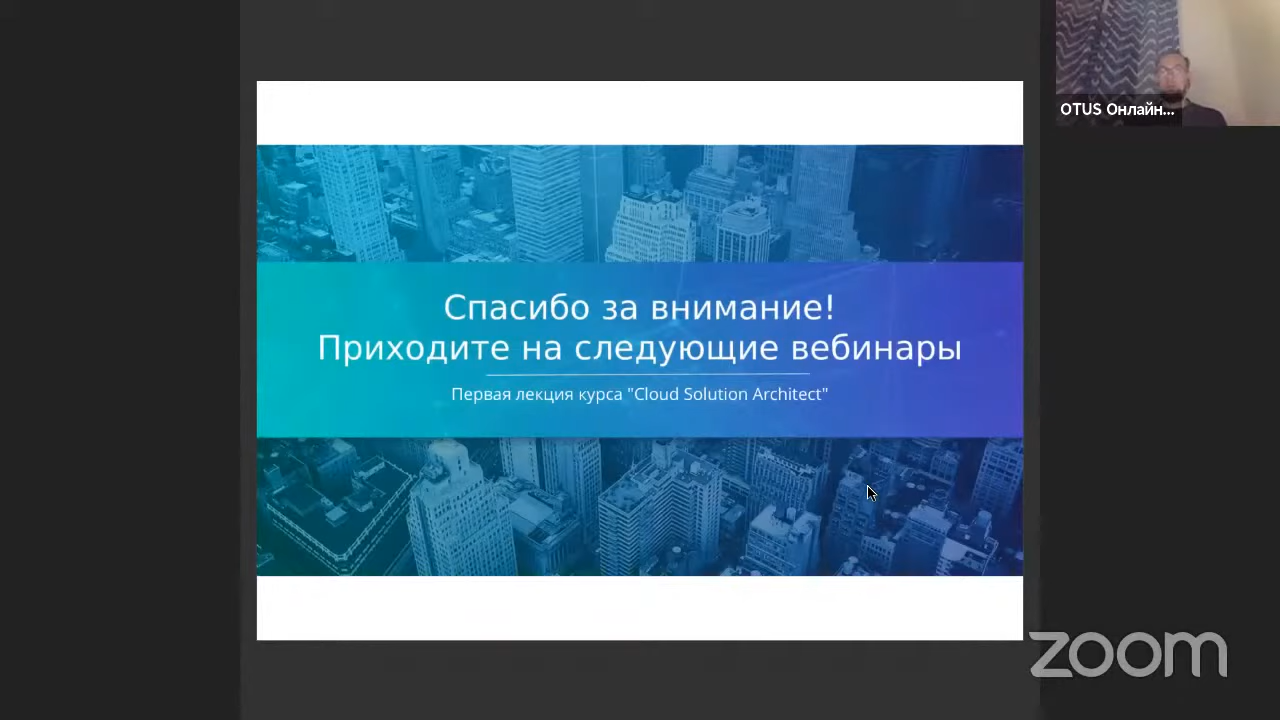 OTUS Онлайн...
Спасибо за внимание!
Приходите на следующие вебинары
Первая лекция курса "Cloud Solution Architect"
zoom